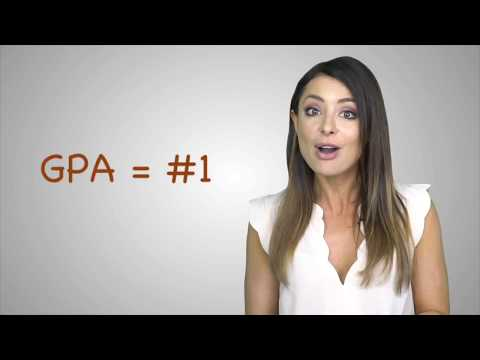 GPA = #1